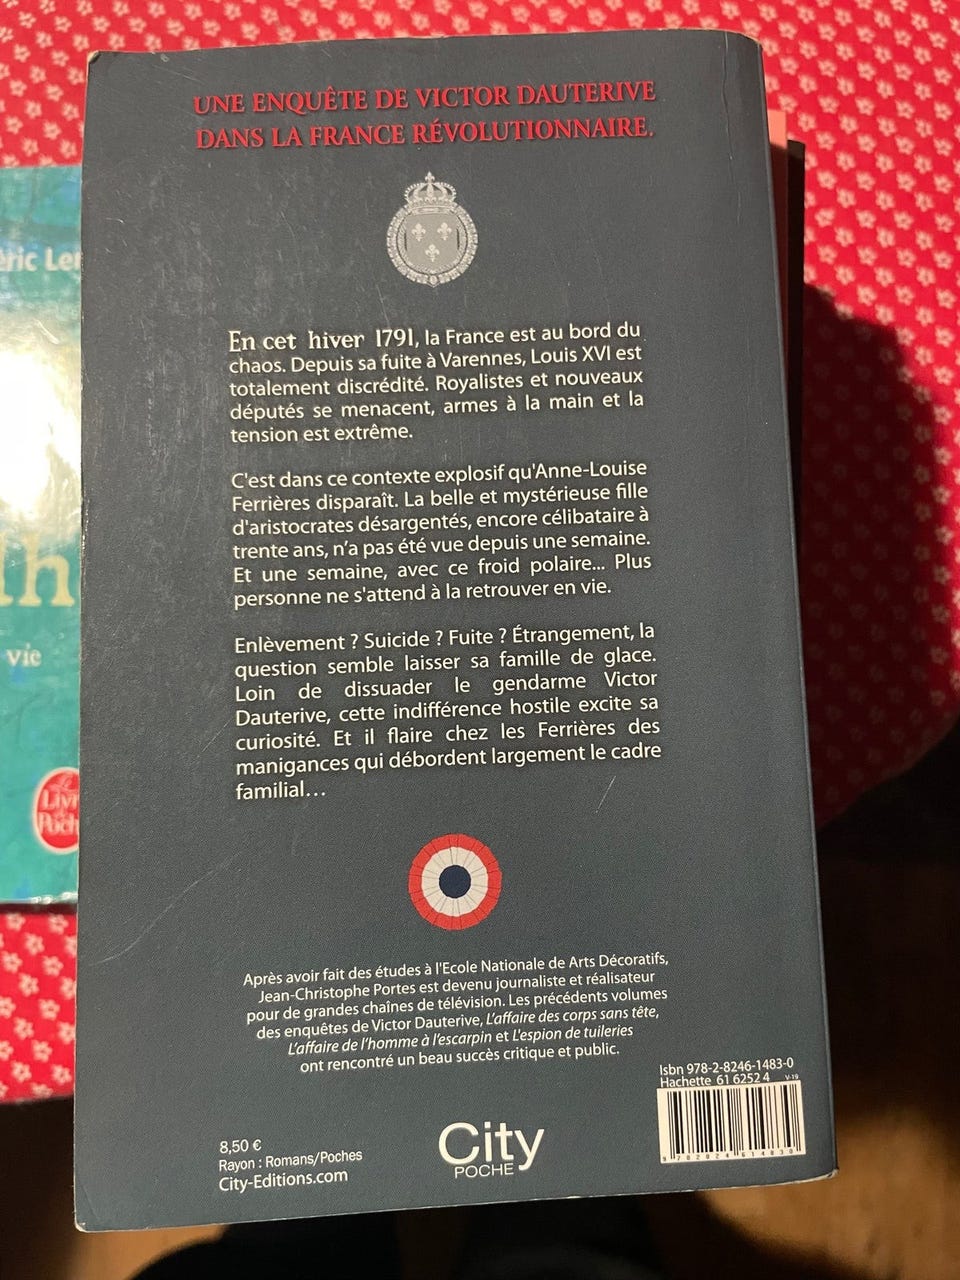 UNE ENQUÊTE DE VICTOR DAUTERIVE
DANS LA FRANCE RÉVOLUTIONNAIRE.
En cet hiver 1791, la France est au bord du
chaos. Depuis sa fuite à Varennes, Louis XVI est
totalement discrédité. Royalistes et nouveaux
députés se menacent, armes à la main et la
tension est extrême.
C'est dans ce contexte explosif qu'Anne-Louise
Ferrières disparaît. La belle et mystérieuse fille
d'aristocrates désargentés, encore célibataire à
trente ans, n'a pas été vue depuis une semaine.
Et une semaine, avec ce froid polaire... Plus
personne ne s'attend à la retrouver en vie.
Enlèvement ? Suicide ? Fuite ? Étrangement, la
question semble laisser sa famille de glace.
Loin de dissuader le gendarme Victor
Dauterive, cette indifférence hostile excite sa
curiosité. Et il flaire chez les Ferrières des
manigances qui débordent largement le cadre
familial...
Après avoir fait des études à l'Ecole Nationale de Arts Décoratifs,
Jean-Christophe Portes est devenu journaliste et réalisateur
pour de grandes chaînes de télévision. Les précédents volumes
des enquêtes de Victor Dauterive, L'affaire des corps sans tête,
L'affaire de l'homme à l'escarpin et L'espion de tuileries
ont rencontré un beau succès critique et public.
Isbn 978-2-8246-1483-0
Hachette 61 6252 4 V-19
9 782824 614830
8,50 €
Rayon : Romans/Poches
City-Editions.com
City
POCHE
vie